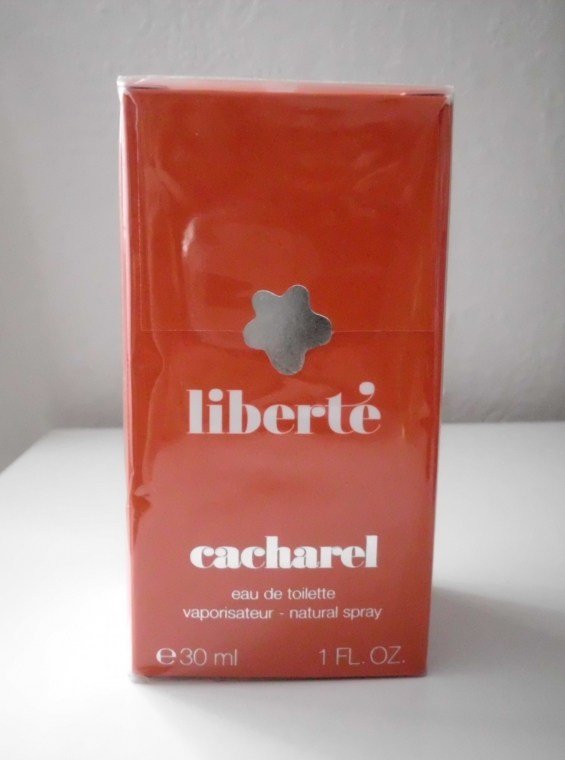 liberté
cacharel
eau de toilette
vaporisateur - natural spray
℮30 ml 1 FL. OZ.